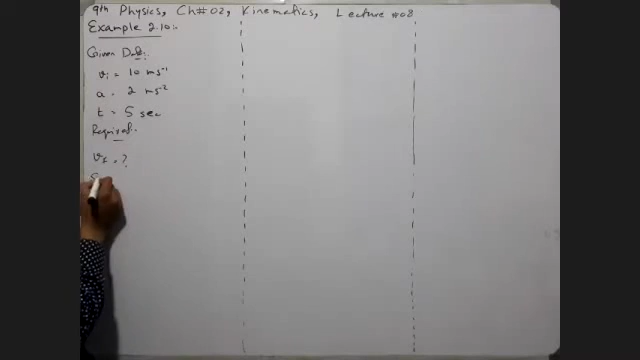 9th Physics, Ch#02, Kinematics, Lecture #08
Example 2.10:-
Given Data:
vi = 10 ms-1
a = 2 ms-2
t = 5 sec
Required:-
vf = ?
S